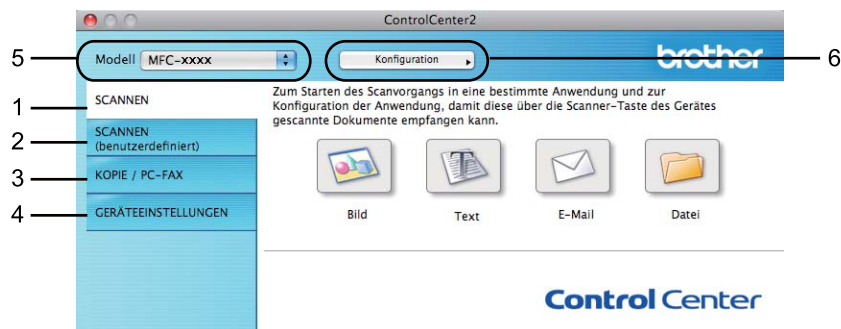 ControlCenter2
5
Modell MFC-xxxx
Konfiguration
brother
6
1
SCANNEN
Zum Starten des Scanvorgangs in eine bestimmte Anwendung und zur
Konfiguration der Anwendung, damit diese über die Scanner-Taste des Gerätes
gescannte Dokumente empfangen kann.
2
SCANNEN
(benutzerdefiniert)
3
KOPIE / PC-FAX
4
GERÄTEEINSTELLUNGEN
Bild Text E-Mail Datei
Control Center